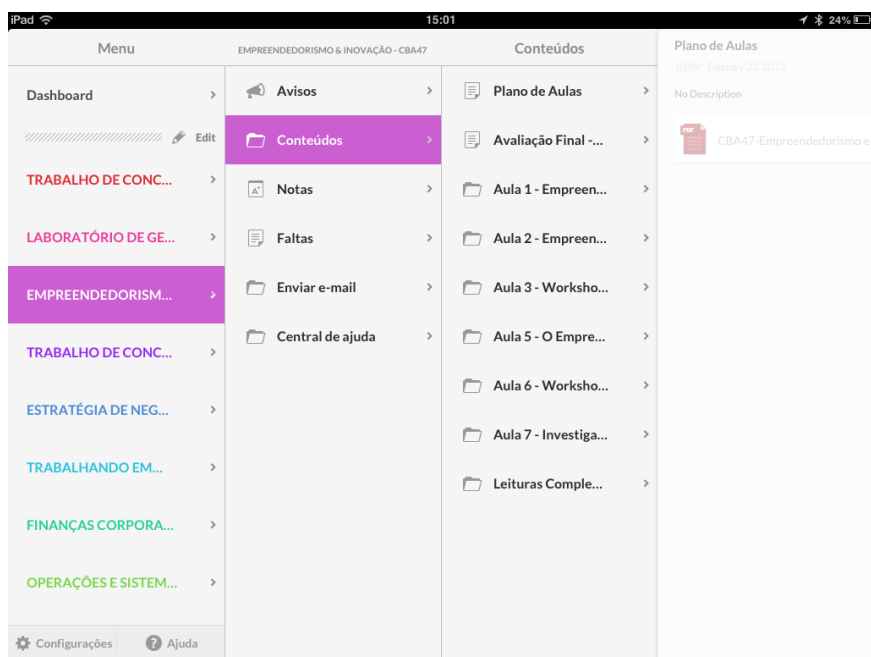 iPad
15:01
24%
Menu
Dashboard
Edit
TRABALHO DE CONC...
LABORATÓRIO DE GE...
EMPREENDEDORISM...
TRABALHO DE CONC...
ESTRATÉGIA DE NEG...
TRABALHANDO EM...
FINANÇAS CORPORA...
OPERAÇÕES E SISTEM...
Configurações
Ajuda
EMPREENDEDORISMO & INOVAÇÃO - CBA47
Avisos
Conteúdos
Notas
Faltas
Enviar e-mail
Central de ajuda
Conteúdos
Plano de Aulas
Avaliação Final -...
Aula 1 - Empreen...
Aula 2 - Empreen...
Aula 3 - Worksho...
Aula 5 - O Empre...
Aula 6 - Worksho...
Aula 7 - Investiga...
Leituras Comple...
Plano de Aulas
10:09 February 22, 2013
No Description
PDF
CBA47-Empreendedorismo e